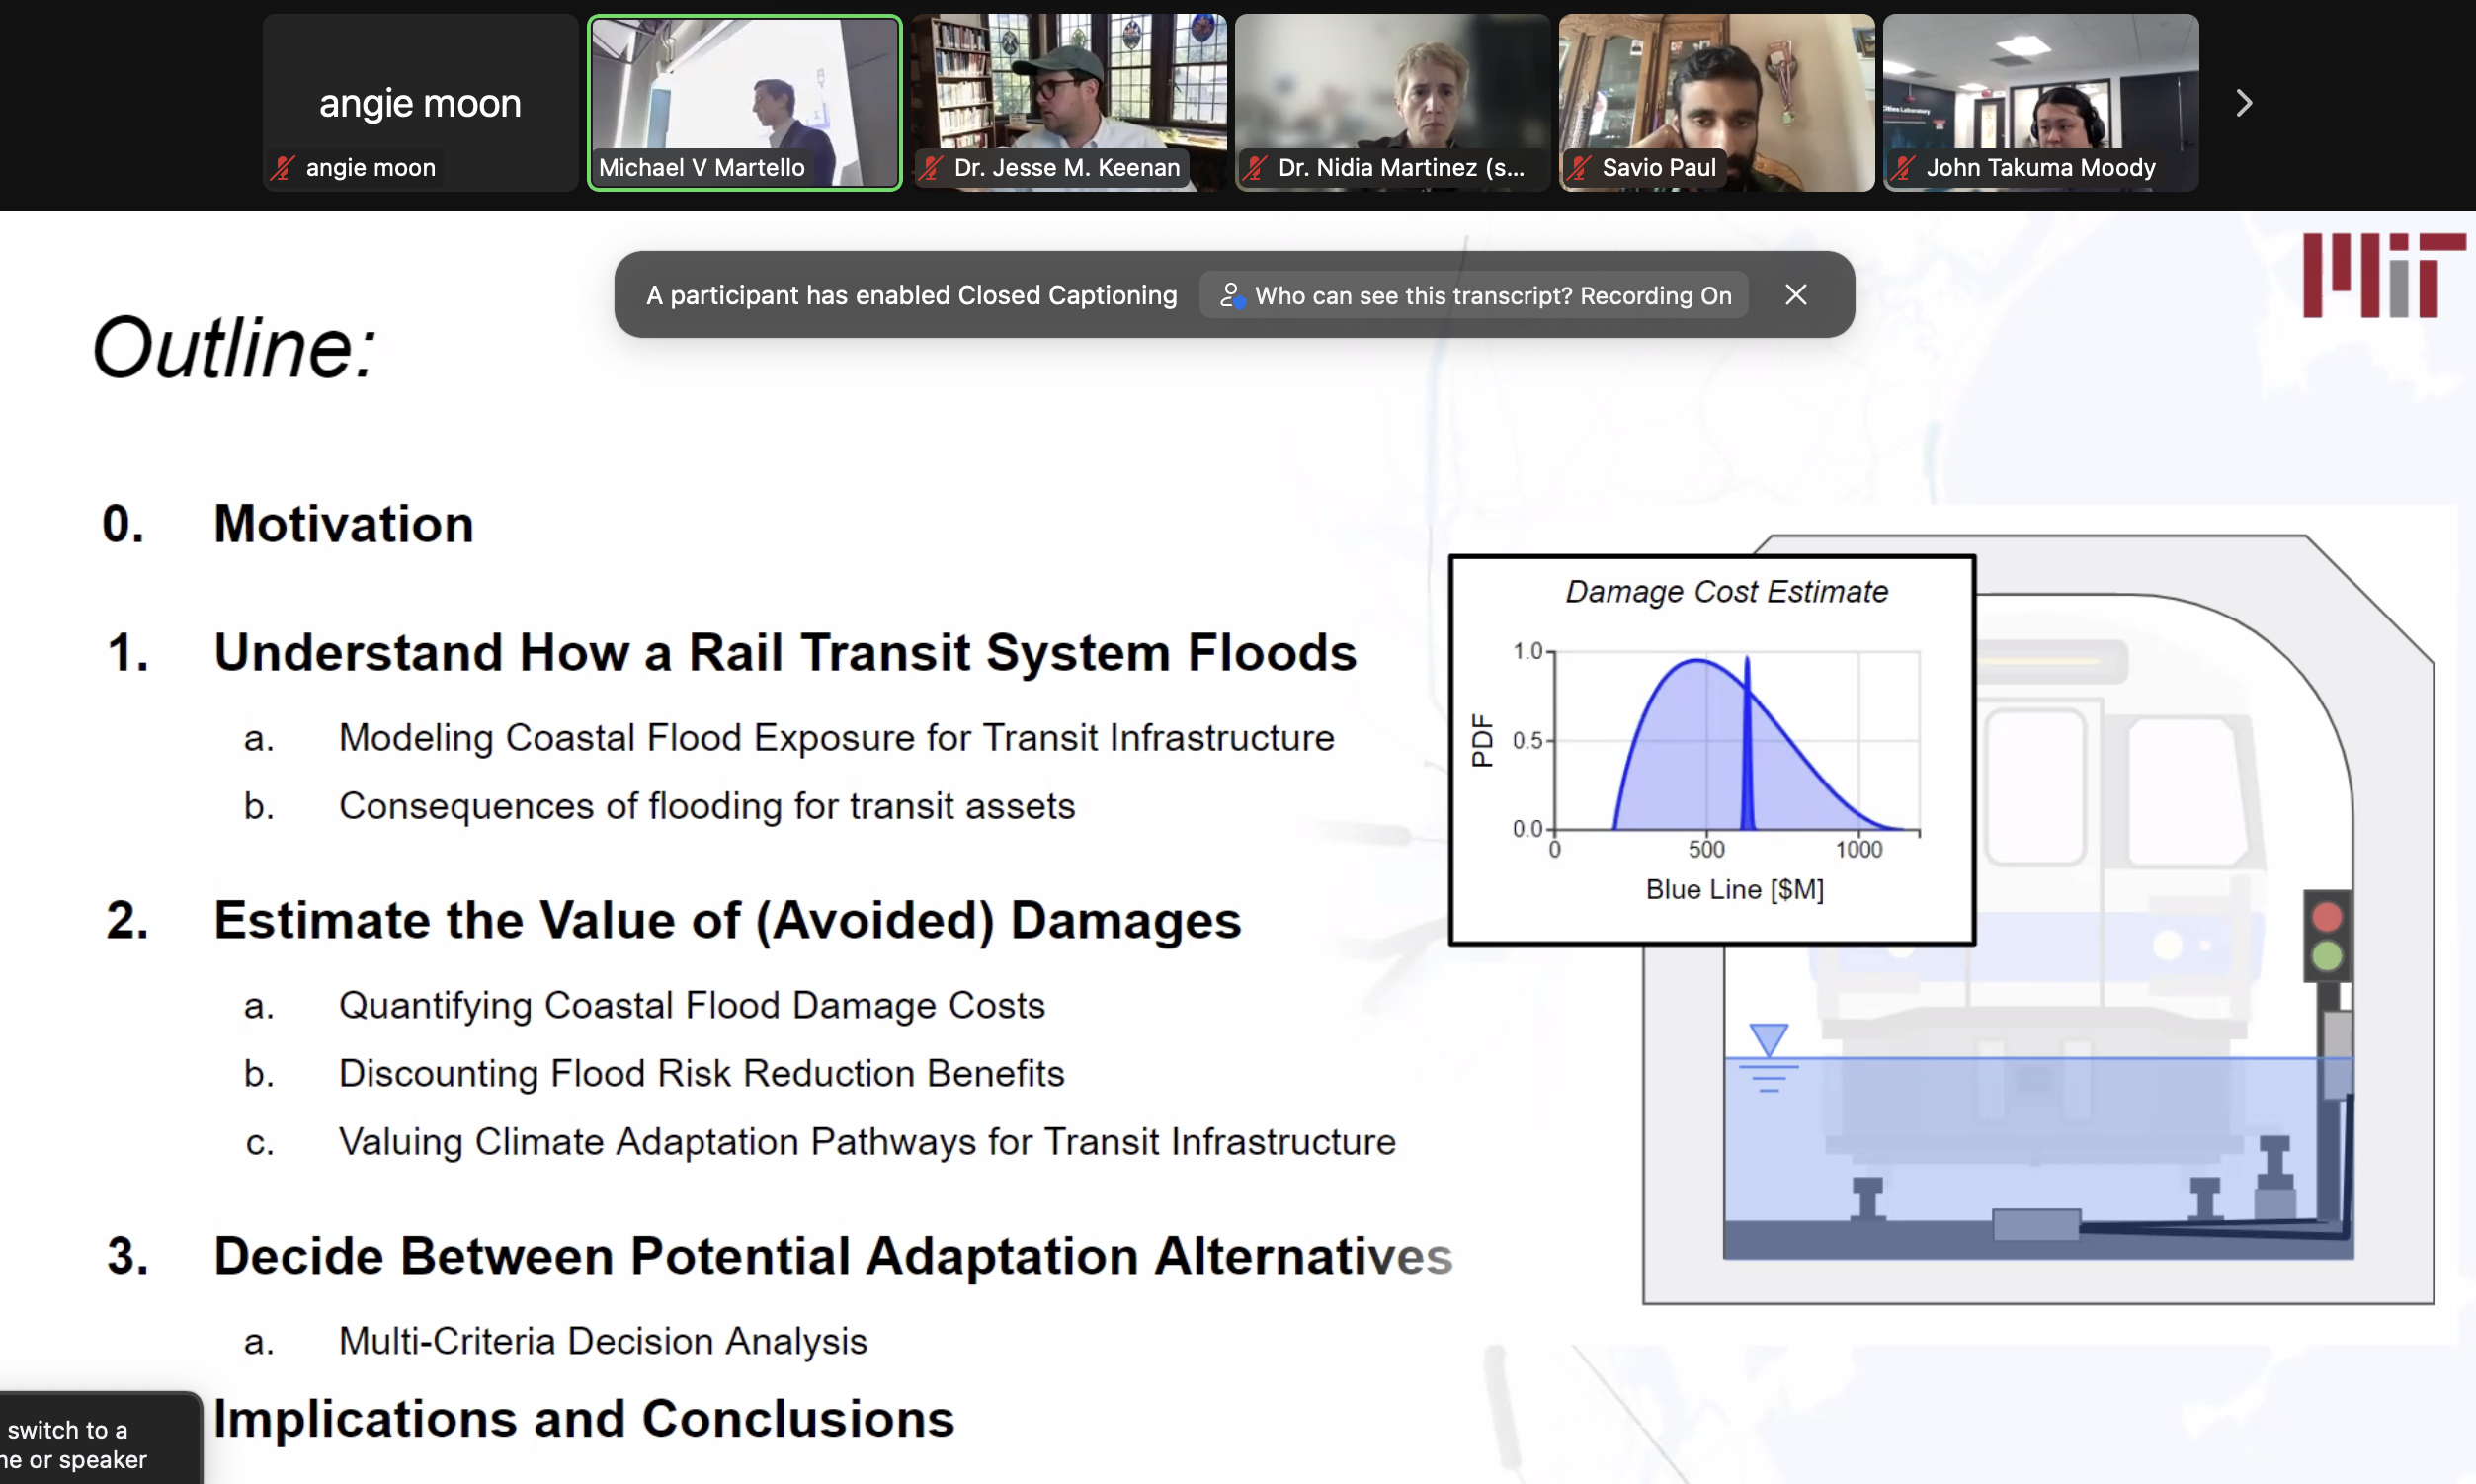 angie moon
angie moon
Michael V Martello
Dr. Jesse M. Keenan
Dr. Nidia Martinez (s...
Savio Paul
John Takuma Moody
A participant has enabled Closed Captioning
Who can see this transcript? Recording On
MIT
Outline:
0. Motivation
1. Understand How a Rail Transit System Floods
a. Modeling Coastal Flood Exposure for Transit Infrastructure
b. Consequences of flooding for transit assets
2. Estimate the Value of (Avoided) Damages
a. Quantifying Coastal Flood Damage Costs
b. Discounting Flood Risk Reduction Benefits
c. Valuing Climate Adaptation Pathways for Transit Infrastructure
3. Decide Between Potential Adaptation Alternatives
a. Multi-Criteria Decision Analysis
Implications and Conclusions
Damage Cost Estimate
1.0
0.5
0.0
PDF
0 500 1000
Blue Line [$M]
switch to a
ne or speaker